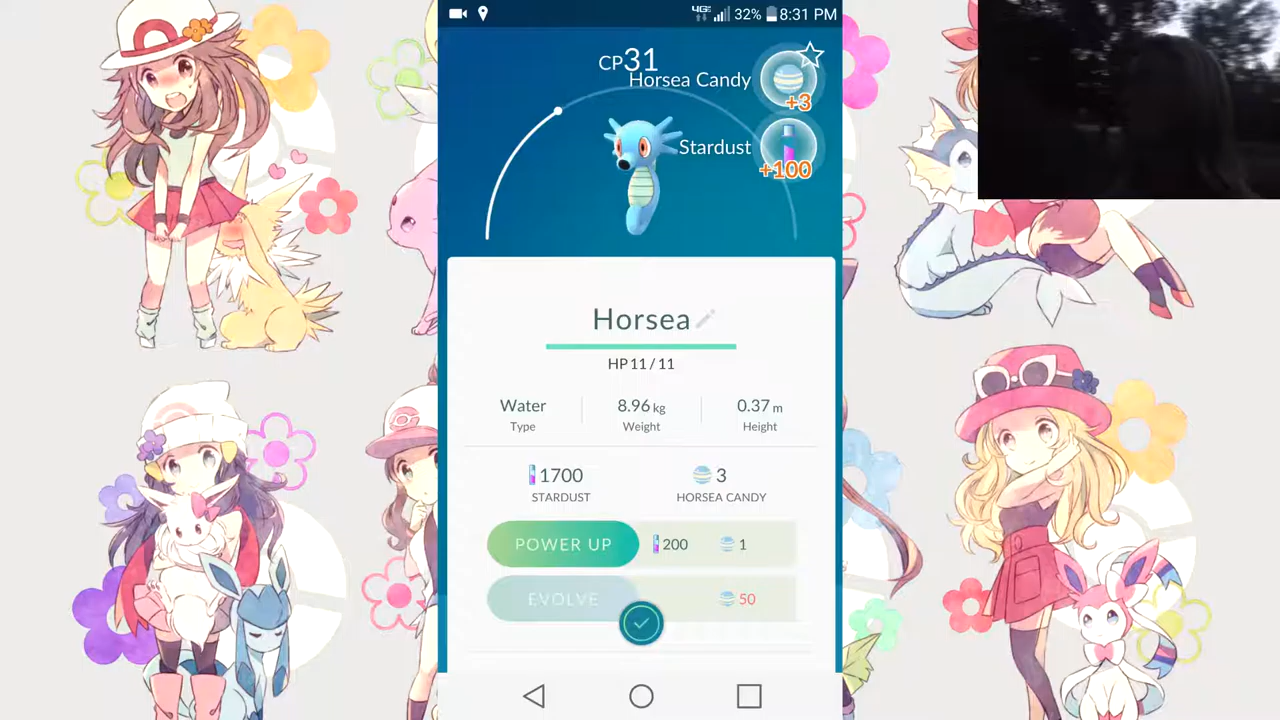 4G 32% 8:31 PM
CP31
Horsea Candy
+3
Stardust
+100
Horsea
HP 11 / 11
Water 8.96 kg 0.37 m
Type Weight Height
1700 3
STARDUST HORSEA CANDY
POWER UP 200 1
EVOLVE 50